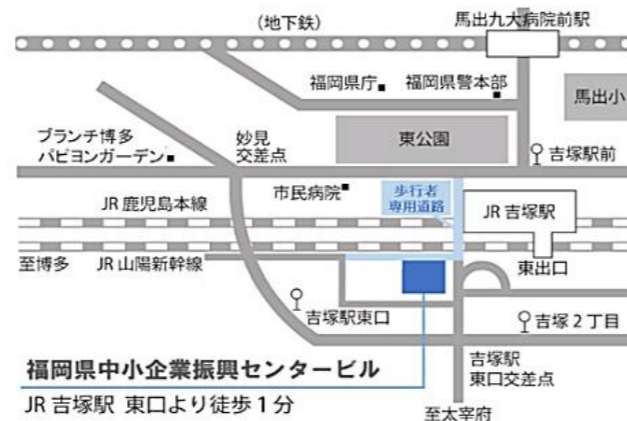 （地下鉄）
馬出九大病院前駅
福岡県庁
福岡県警本部
馬出小
ブランチ博多
パピヨンガーデン
妙見
交差点
東公園
吉塚駅前
市民病院
歩行者
専用道路
JR 鹿児島本線
JR 吉塚駅
至博多
JR 山陽新幹線
東出口
吉塚駅東口
吉塚 2 丁目
福岡県中小企業振興センタービル
吉塚駅
東口交差点
JR 吉塚駅 東口より徒歩 1 分
至太宰府